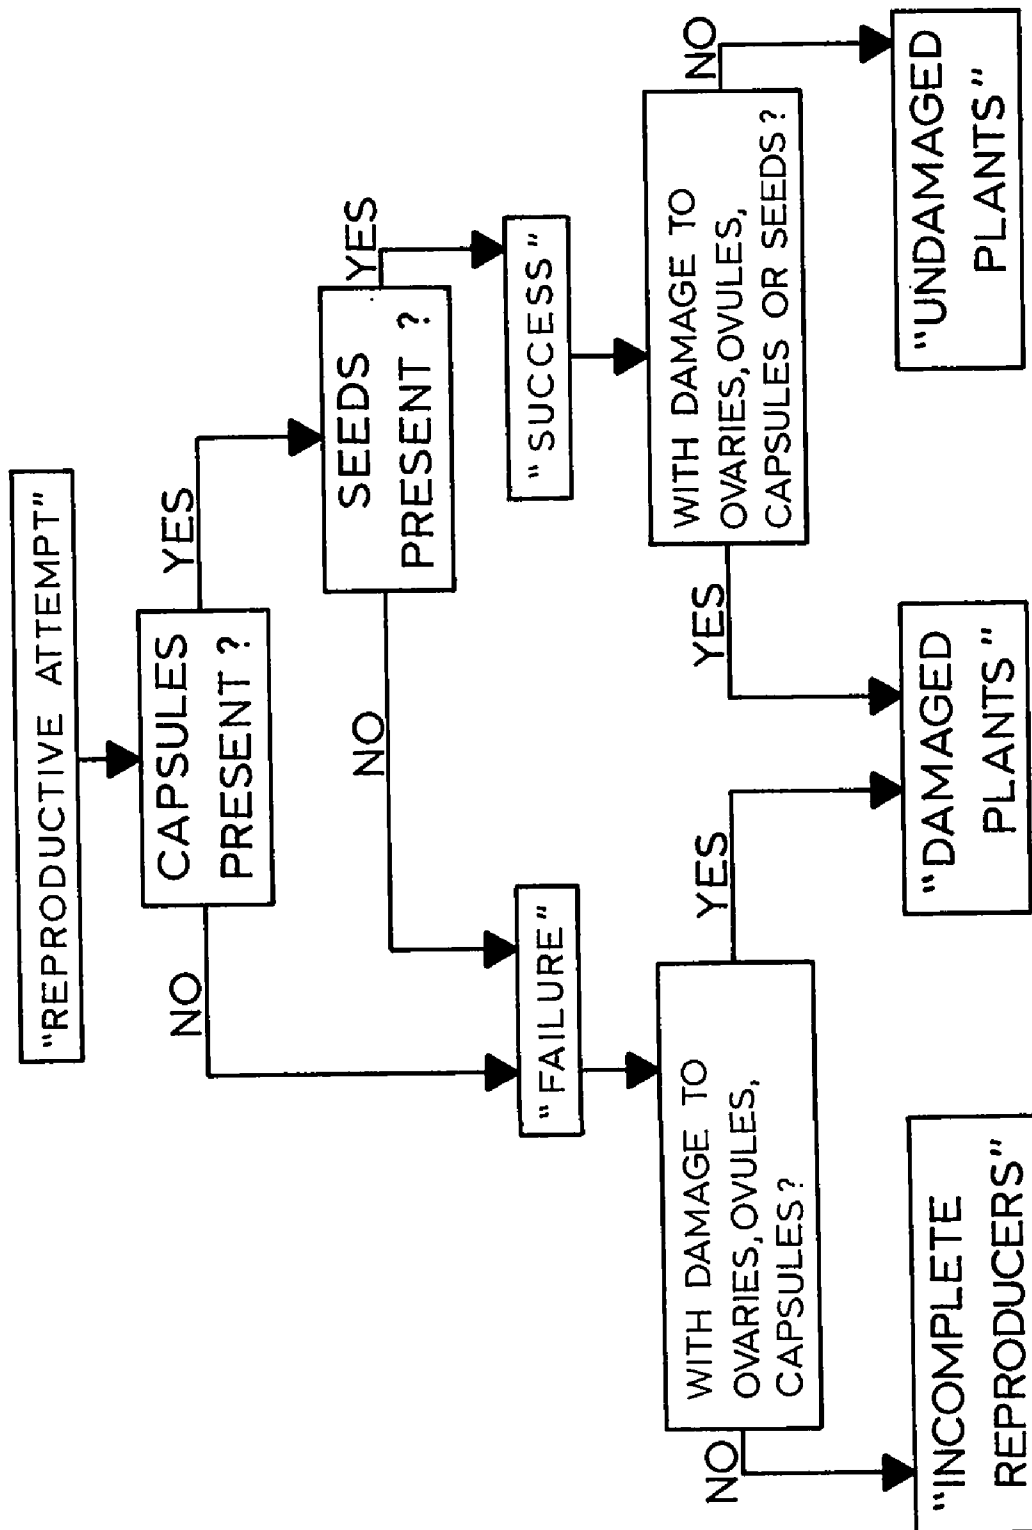 "REPRODUCTIVE ATTEMPT"
CAPSULES
PRESENT?
NO
YES
SEEDS
PRESENT ?
NO
YES
"FAILURE"
"SUCCESS"
WITH DAMAGE TO
OVARIES, OVULES,
CAPSULES?
WITH DAMAGE TO
OVARIES, OVULES,
CAPSULES OR SEEDS?
NO
YES
YES
NO
"INCOMPLETE
REPRODUCERS"
"DAMAGED
PLANTS"
"UNDAMAGED
PLANTS"